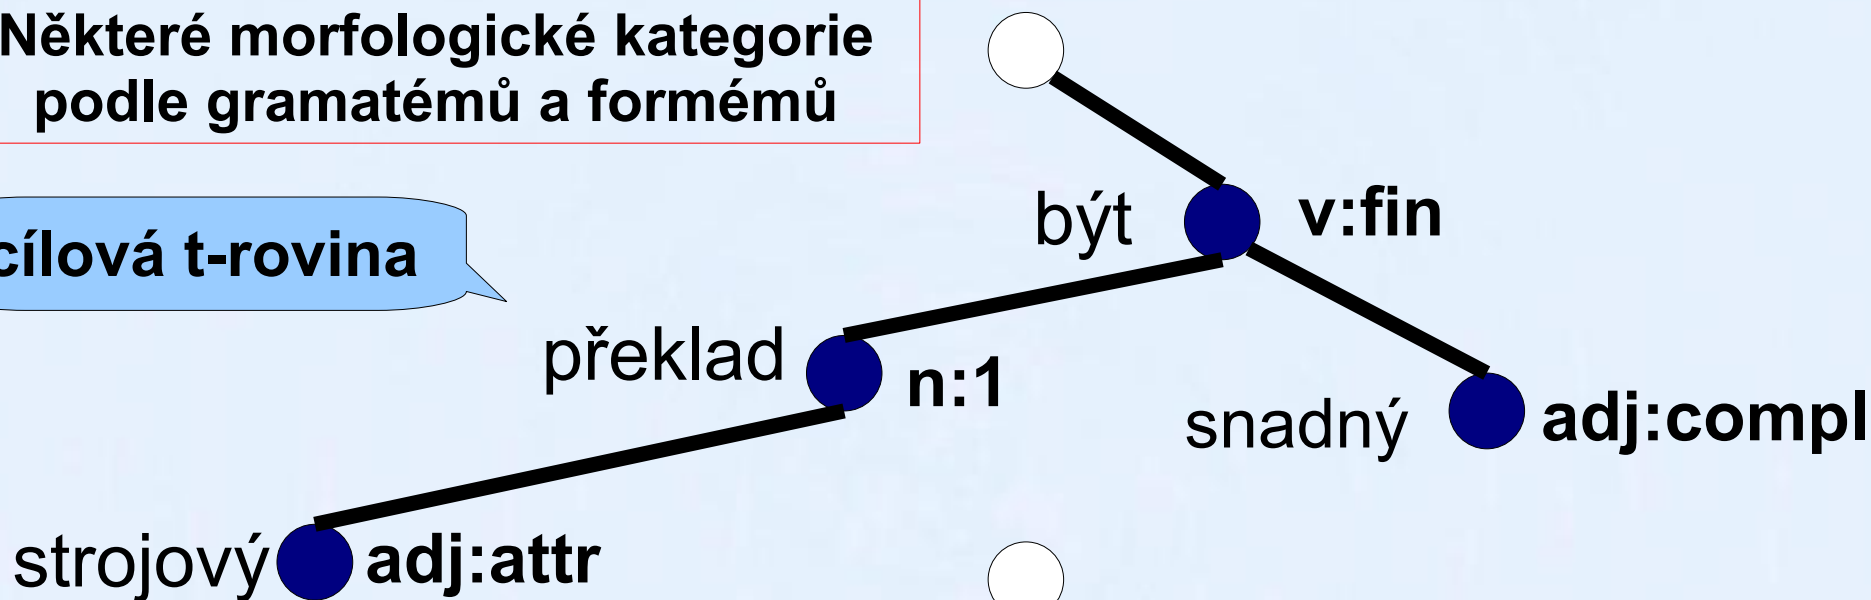 Některé morfologické kategorie
podle gramatémů a formémů
být v:fin
cílová t-rovina
překlad n:1
snadný adj:compl
strojový adj:attr